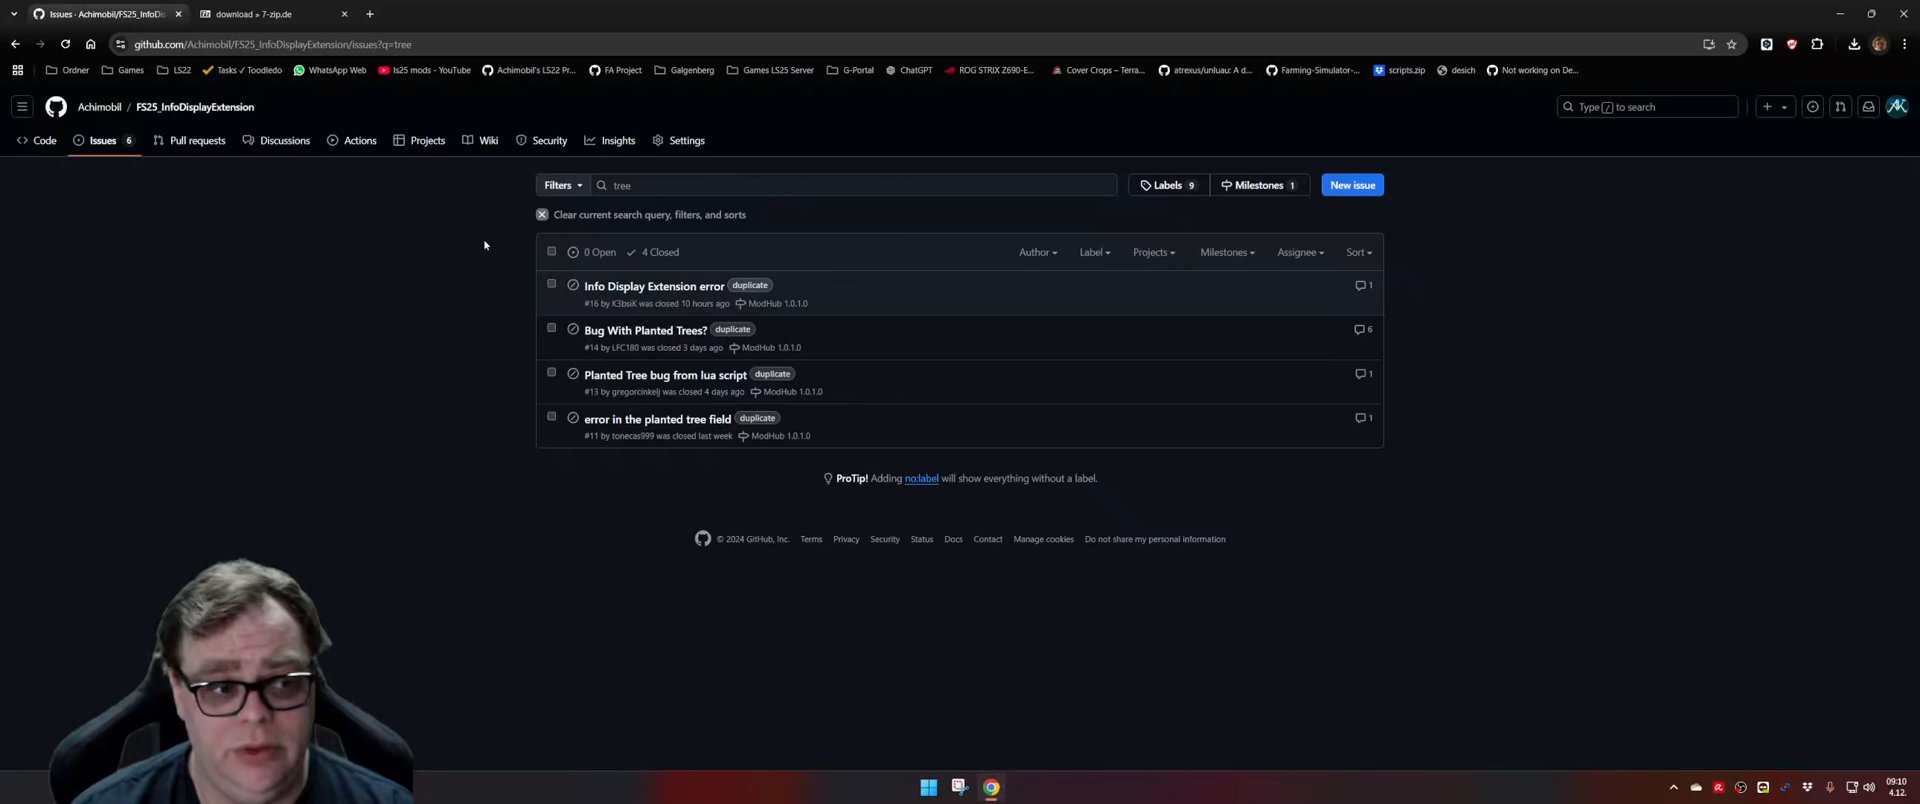 Issues · Achimobil/FS25_InfoDis
download » 7-zip.de
github.com/Achimobil/FS25_InfoDisplayExtension/issues?q=tree
Ordner
Games
LS22
Tasks ✓ Toodledo
WhatsApp Web
ls25 mods - YouTube
Achimobil's LS22 Pr...
FA Project
Galgenberg
Games LS25 Server
G-Portal
ChatGPT
ROG STRIX Z690-E...
Cover Crops – Terra...
atrexus/unluau: A d...
Farming-Simulator-...
scripts.zip
desich
Not working on De...
Achimobil / FS25_InfoDisplayExtension
Type / to search
Code
Issues 6
Pull requests
Discussions
Actions
Projects
Wiki
Security
Insights
Settings
Filters
tree
Labels 9
Milestones 1
New issue
Clear current search query, filters, and sorts
0 Open
4 Closed
Author
Label
Projects
Milestones
Assignee
Sort
Info Display Extension error duplicate
1
#16 by K3bsiK was closed 10 hours ago ModHub 1.0.1.0
Bug With Planted Trees? duplicate
6
#14 by LFC180 was closed 3 days ago ModHub 1.0.1.0
Planted Tree bug from lua script duplicate
1
#13 by gregorcinkelj was closed 4 days ago ModHub 1.0.1.0
error in the planted tree field duplicate
1
#11 by tonecas999 was closed last week ModHub 1.0.1.0
ProTip! Adding no:label will show everything without a label.
© 2024 GitHub, Inc.
Terms
Privacy
Security
Status
Docs
Contact
Manage cookies
Do not share my personal information
09:10
4.12.